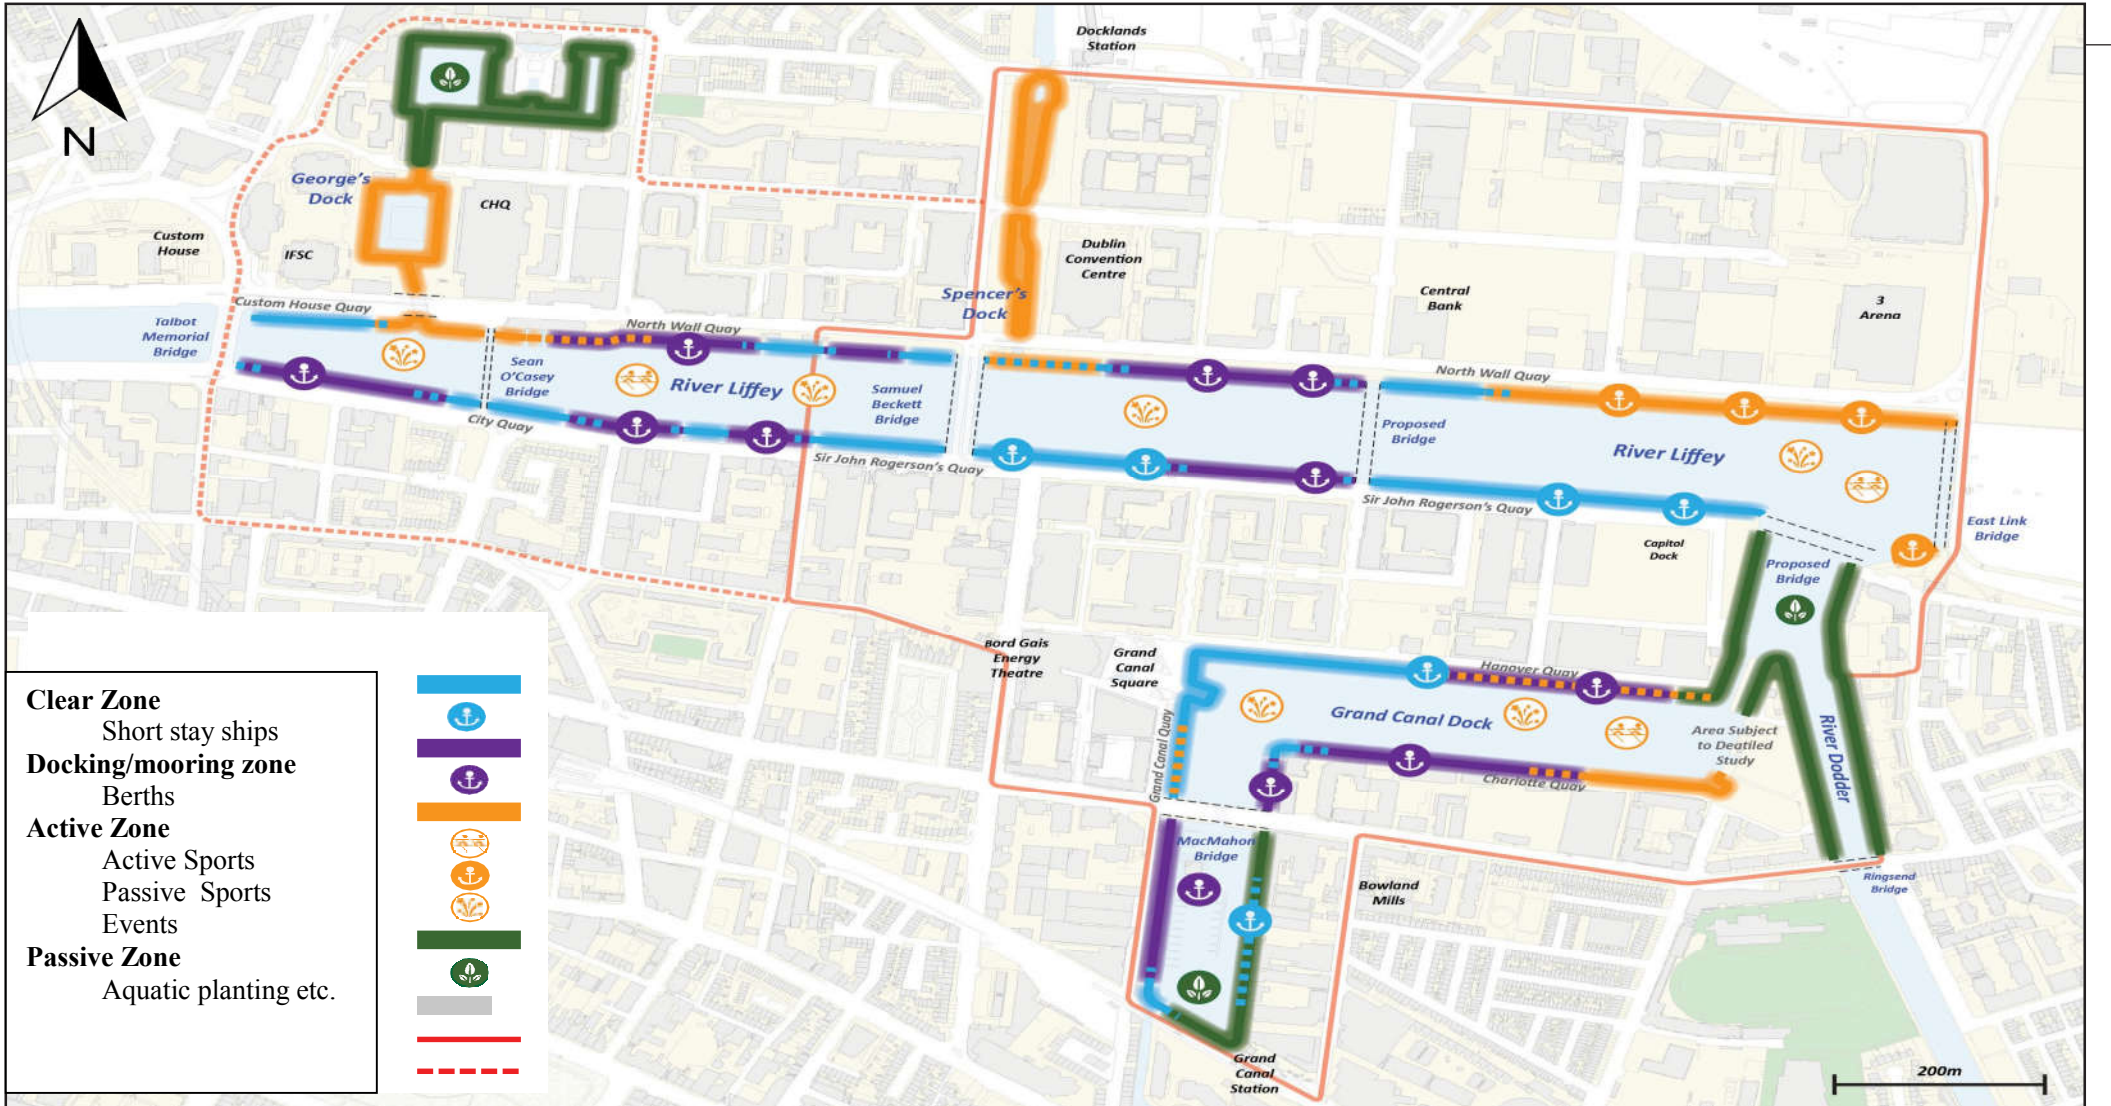 Docklands
Station
N
George's
Dock
CHQ
Custom
House
IFSC
Dublin
Convention
Centre
Spencer's
Dock
Central
Bank
3
Arena
Custom House Quay
Talbot
Memorial
Bridge
North Wall Quay
Sean
O'Casey
Bridge
River Liffey
Samuel
Beckett
Bridge
City Quay
Sir John Rogerson's Quay
North Wall Quay
Proposed
Bridge
River Liffey
Sir John Rogerson's Quay
Capitol
Dock
East Link
Bridge
Proposed
Bridge
Bord Gais
Energy
Theatre
Grand
Canal
Square
Hanover Quay
Grand Canal Dock
Grand Canal Quay
Area Subject
to Deatiled
Study
River Dodder
Charlotte Quay
MacMahon
Bridge
Bowland
Mills
Ringsend
Bridge
Grand
Canal
Station
200m
Clear Zone
Short stay ships
Docking/mooring zone
Berths
Active Zone
Active Sports
Passive Sports
Events
Passive Zone
Aquatic planting etc.